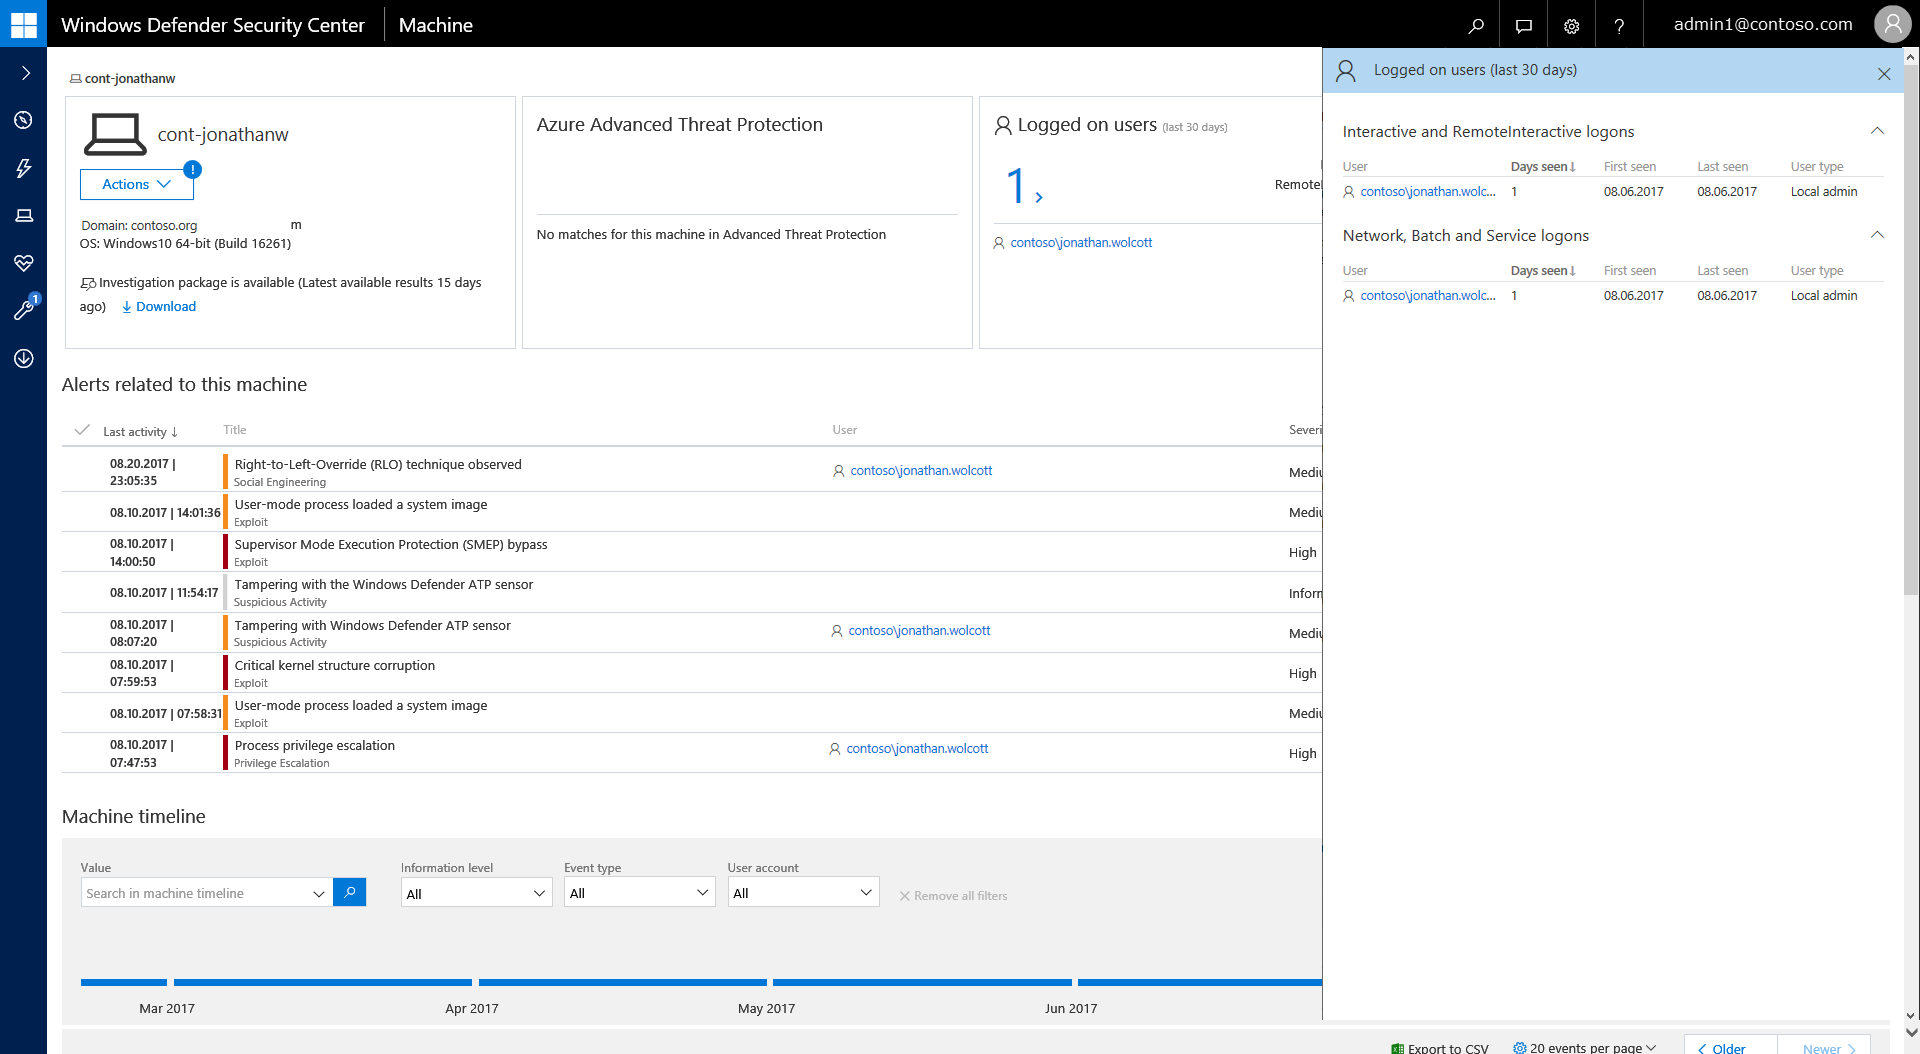 Windows Defender Security Center
Machine
?
admin1@contoso.com
cont-jonathanw
cont-jonathanw
!
Actions
Domain: contoso.org m
OS: Windows10 64-bit (Build 16261)
Investigation package is available (Latest available results 15 days
ago) Download
1
Azure Advanced Threat Protection
No matches for this machine in Advanced Threat Protection
Logged on users (last 30 days)
1
contoso\jonathan.wolcott
Logged on users (last 30 days)
Interactive and RemoteInteractive logons
User Days seen↓ First seen Last seen User type
contoso\jonathan.wolc... 1 08.06.2017 08.06.2017 Local admin
Network, Batch and Service logons
User Days seen↓ First seen Last seen User type
contoso\jonathan.wolc... 1 08.06.2017 08.06.2017 Local admin
Alerts related to this machine
Last activity ↓ Title User
08.20.2017 |
23:05:35
Right-to-Left-Override (RLO) technique observed
Social Engineering
contoso\jonathan.wolcott
08.10.2017 | 14:01:36
User-mode process loaded a system image
Exploit
08.10.2017 |
14:00:50
Supervisor Mode Execution Protection (SMEP) bypass
Exploit
High
08.10.2017 | 11:54:17
Tampering with the Windows Defender ATP sensor
Suspicious Activity
08.10.2017 |
08:07:20
Tampering with Windows Defender ATP sensor
Suspicious Activity
contoso\jonathan.wolcott
08.10.2017 |
07:59:53
Critical kernel structure corruption
Exploit
High
08.10.2017 | 07:58:31
User-mode process loaded a system image
Exploit
08.10.2017 |
07:47:53
Process privilege escalation
Privilege Escalation
contoso\jonathan.wolcott
High
Machine timeline
Value Information level Event type User account
Search in machine timeline All All All Remove all filters
Mar 2017 Apr 2017 May 2017 Jun 2017
Export to CSV 20 events per page Older Newer